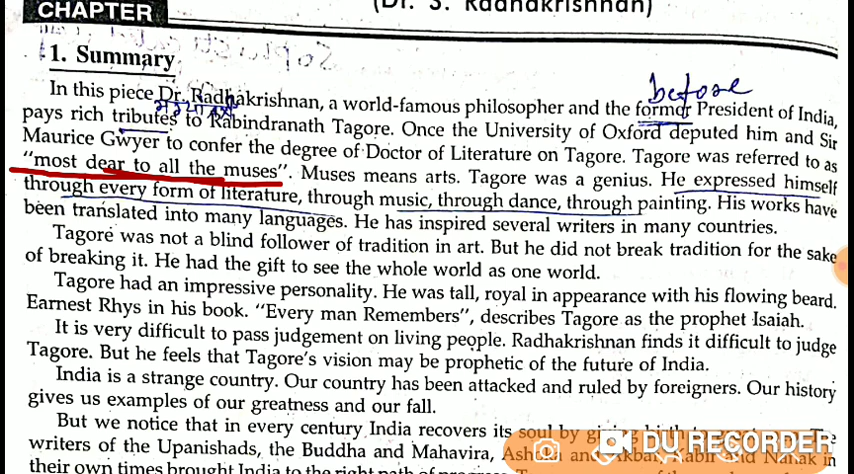 CHAPTER
(Dr. S. Radhakrishnan)
1. Summary
before
In this piece Dr. Radhakrishnan, a world-famous philosopher and the former President of India,
pays rich tributes to Rabindranath Tagore. Once the University of Oxford deputed him and Sir
Maurice Gwyer to confer the degree of Doctor of Literature on Tagore. Tagore was referred to as
"most dear to all the muses". Muses means arts. Tagore was a genius. He expressed himself
through every form of literature, through music, through dance, through painting. His works have
been translated into many languages. He has inspired several writers in many countries.
Tagore was not a blind follower of tradition in art. But he did not break tradition for the sake
of breaking it. He had the gift to see the whole world as one world.
Tagore had an impressive personality. He was tall, royal in appearance with his flowing beard.
Earnest Rhys in his book. "Every man Remembers", describes Tagore as the prophet Isaiah.
It is very difficult to pass judgement on living people. Radhakrishnan finds it difficult to judge
Tagore. But he feels that Tagore's vision may be prophetic of the future of India.
India is a strange country. Our country has been attacked and ruled by foreigners. Our history
gives us examples of our greatness and our fall.
But we notice that in every century India recovers its soul by
writers of the Upanishads, the Buddha and Mahavira, and Akbar, Kabir and Nanak in
their own times brought India to the right path of
DU RECORDER